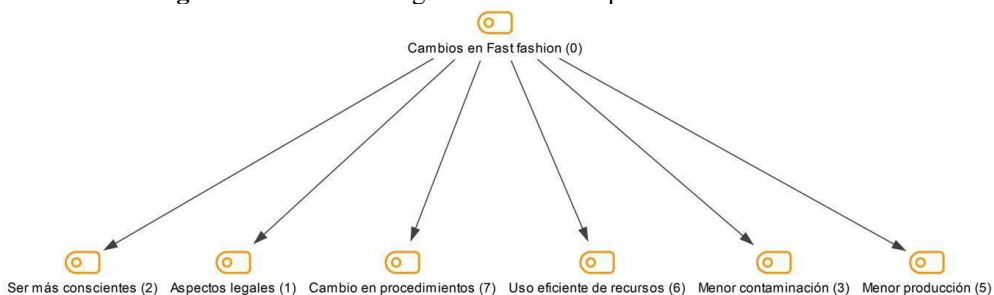 Cambios en Fast fashion (0)
Ser más conscientes (2) Aspectos legales (1) Cambio en procedimientos (7) Uso eficiente de recursos (6) Menor contaminación (3) Menor producción (5)